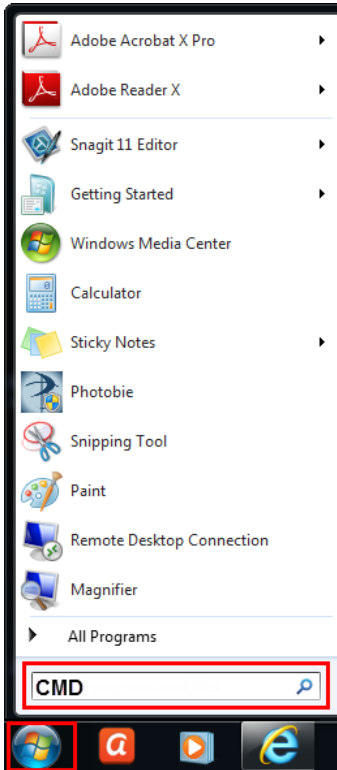 Adobe Acrobat X Pro
Adobe Reader X
Snagit 11 Editor
Getting Started
Windows Media Center
Calculator
Sticky Notes
Photobie
Snipping Tool
Paint
Remote Desktop Connection
Magnifier
All Programs
CMD
a